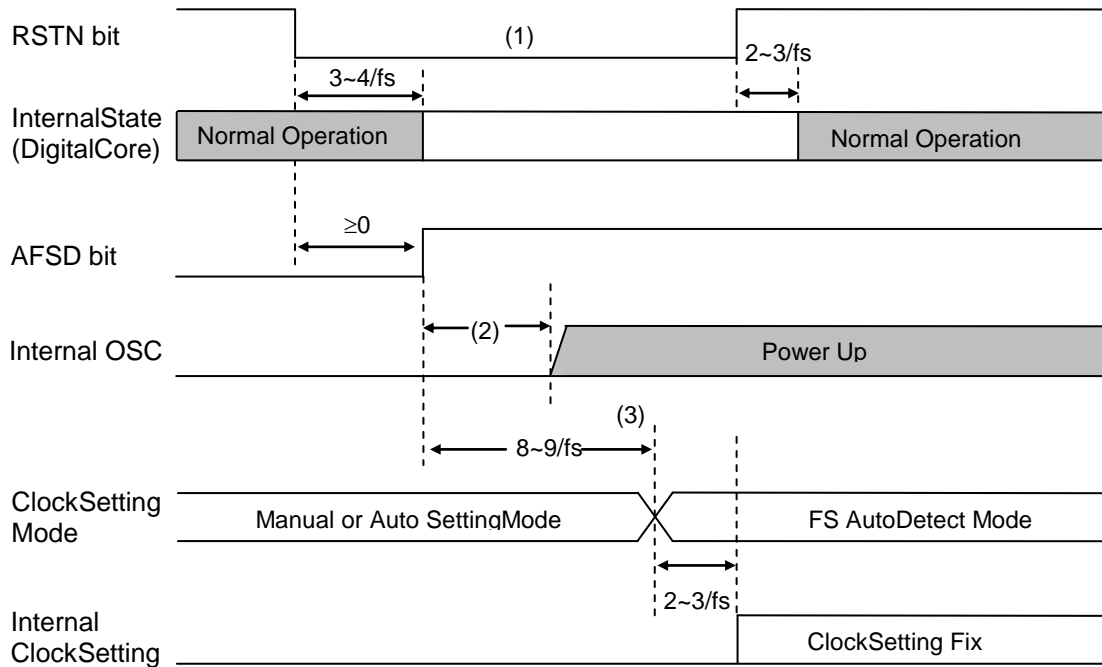 RSTN bit
(1)
2~3/fs
3~4/fs
InternalState
(DigitalCore)
Normal Operation
Normal Operation
≥0
AFSD bit
(2)
Internal OSC
Power Up
(3)
8~9/fs
ClockSetting
Mode
Manual or Auto SettingMode
FS AutoDetect Mode
2~3/fs
Internal
ClockSetting
ClockSetting Fix